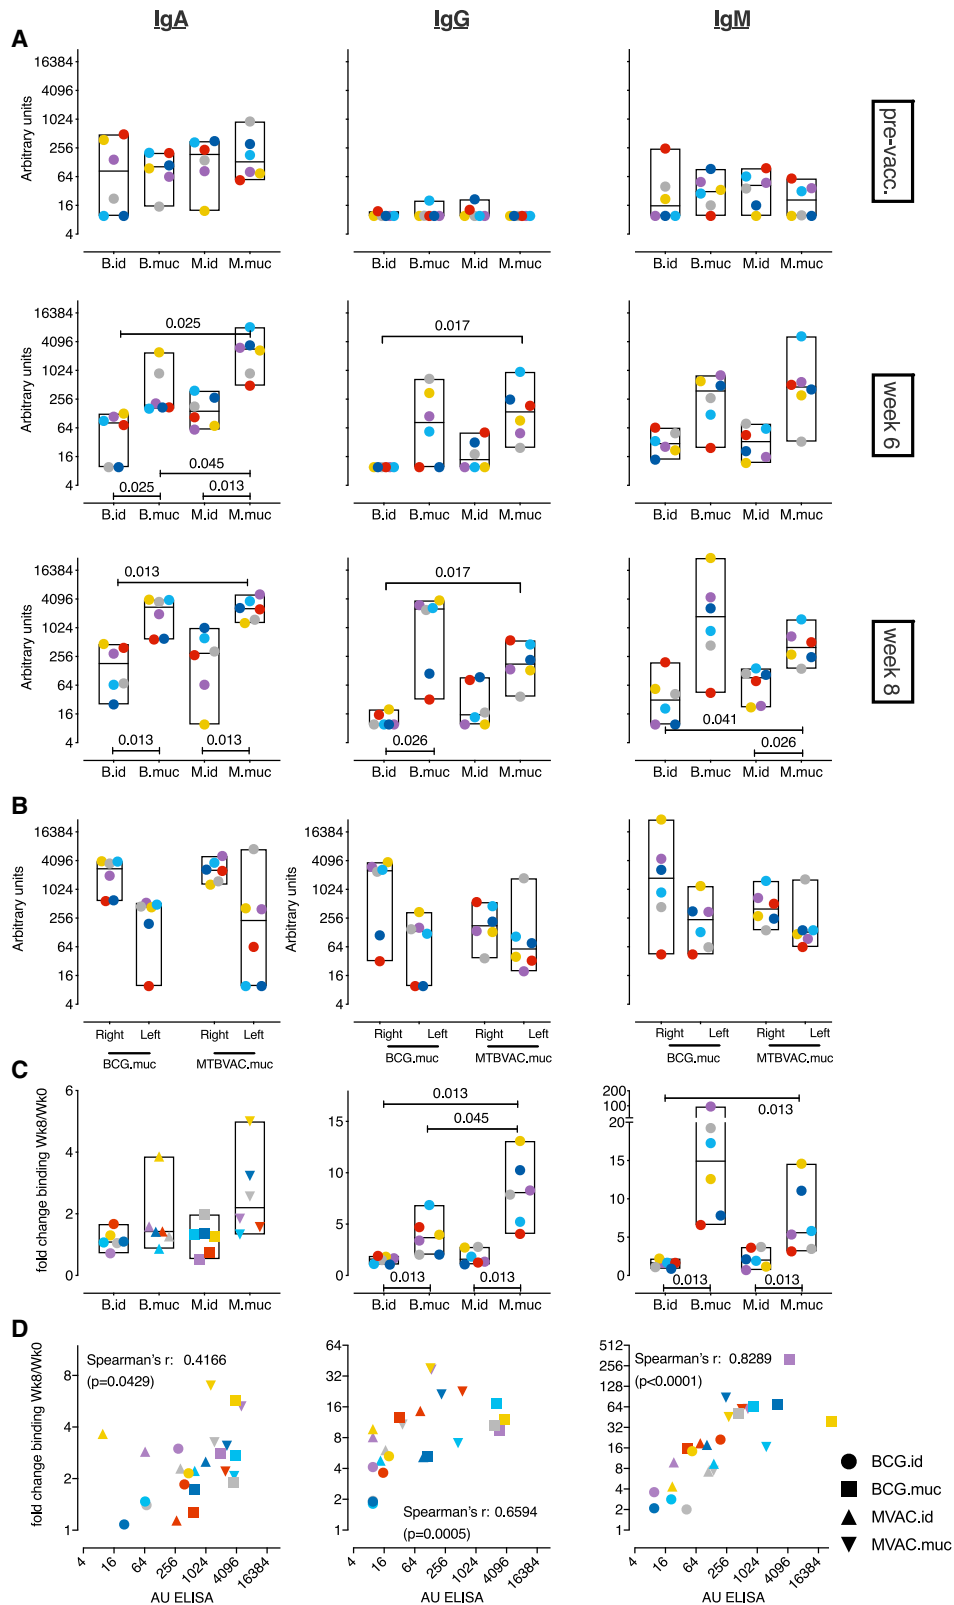 IgA IgG IgM
A
Arbitrary units
16384 4096 1024 256 64 16 4
B.id B.muc M.id M.muc
B.id B.muc M.id M.muc
B.id B.muc M.id M.muc
pre-vacc.
Arbitrary units
16384 4096 1024 256 64 16 4
0.025
0.045
0.025 0.013
B.id B.muc M.id M.muc
0.017
B.id B.muc M.id M.muc
B.id B.muc M.id M.muc
week 6
Arbitrary units
16384 4096 1024 256 64 16 4
0.013
0.013 0.013
B.id B.muc M.id M.muc
0.017
0.026
B.id B.muc M.id M.muc
0.041
0.026
B.id B.muc M.id M.muc
week 8
B
Arbitrary units
16384 4096 1024 256 64 16 4
Right Left Right Left
BCG.muc MTBVAC.muc
Arbitrary units
16384 4096 1024 256 64 16 4
Right Left Right Left
BCG.muc MTBVAC.muc
Right Left Right Left
BCG.muc MTBVAC.muc
C
fold change binding Wk8/Wk0
6 4 2 0
B.id B.muc M.id M.muc
15 10 5 0
0.013
0.045
0.013 0.013
B.id B.muc M.id M.muc
200 100 20 15 10 5 0
0.013
0.013 0.013
B.id B.muc M.id M.muc
D
fold change binding Wk8/Wk0
8 4 2 1
Spearman's r: 0.4166
(p=0.0429)
4 16 64 256 1024 4096 16384
AU ELISA
64 32 16 8 4 2 1
Spearman's r: 0.6594
(p=0.0005)
4 16 64 256 1024 4096 16384
AU ELISA
512 256 128 64 32 16 8 4 2 1
Spearman's r: 0.8289
(p<0.0001)
4 16 64 256 1024 4096 16384
AU ELISA
BCG.id
BCG.muc
MVAC.id
MVAC.muc